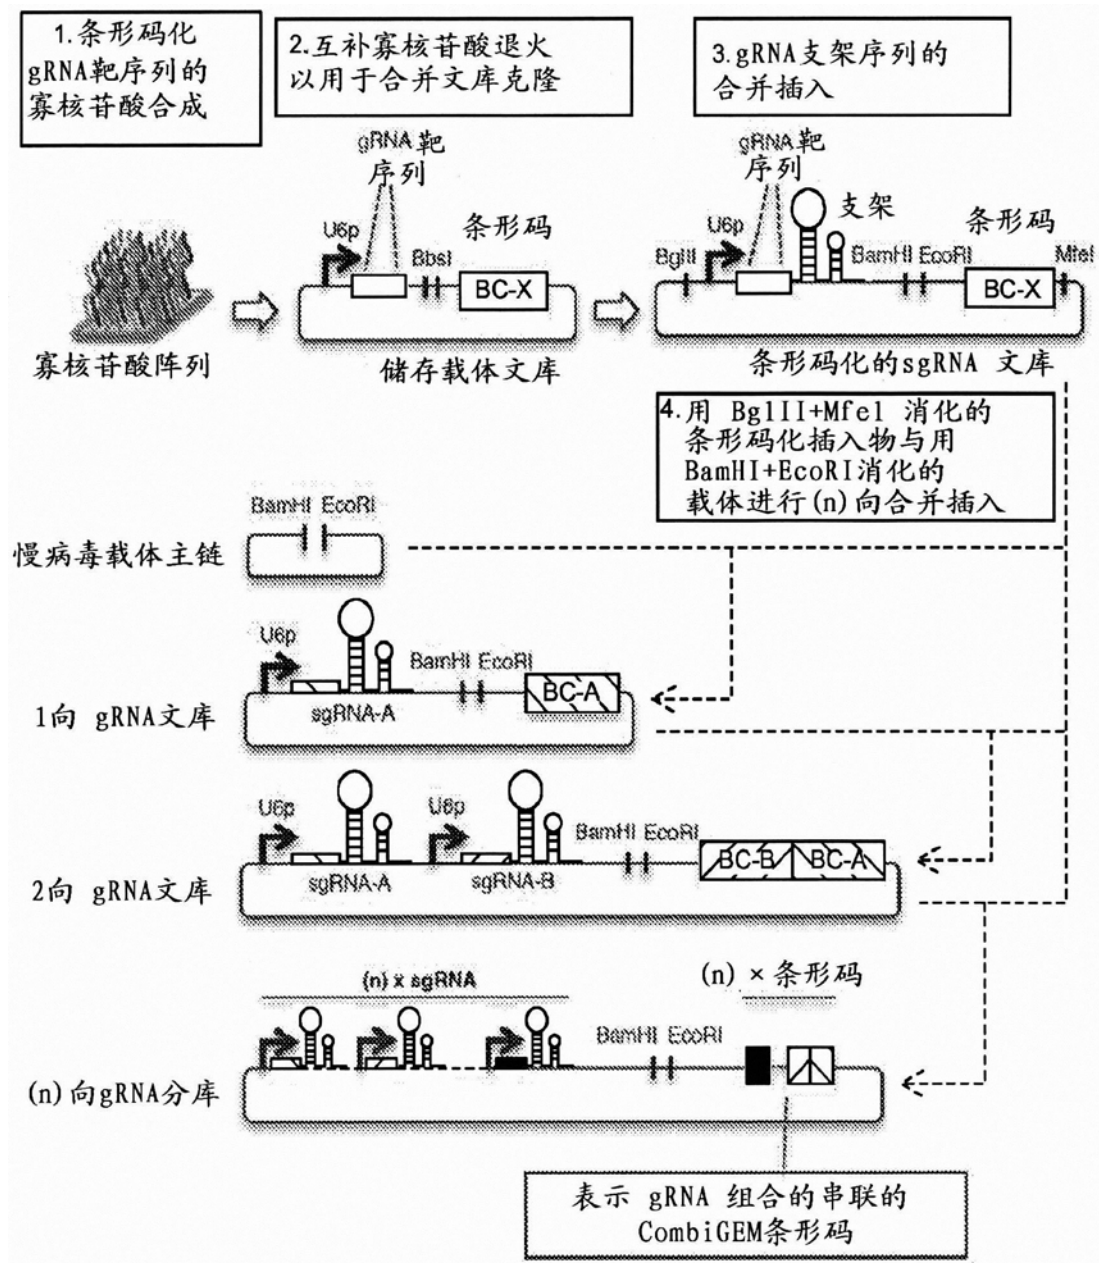 1.条形码化
gRNA靶序列的
寡核苷酸合成
2.互补寡核苷酸退火
以用于合并文库克隆
3.gRNA支架序列的
合并插入
gRNA靶
序列
U6p
BbsI
条形码
BC-X
储存载体文库
寡核苷酸阵列
gRNA靶
序列
支架
BglII
U6p
BamHI
EcoRI
条形码
MfeI
BC-X
条形码化的sgRNA 文库
4.用 BglII+Mfel 消化的
条形码化插入物与用
BamHI+EcoRI消化的
载体进行(n)向合并插入
BamHI EcoRI
慢病毒载体主链
U6p
BamHI EcoRI
BC-A
sgRNA-A
1向 gRNA文库
U6p
U6p
BamHI EcoRI
BC-B BC-A
sgRNA-A
sgRNA-B
2向 gRNA文库
(n) x sgRNA
(n) × 条形码
BamHI EcoRI
(n)向gRNA分库
表示 gRNA 组合的串联的
CombiGEM条形码